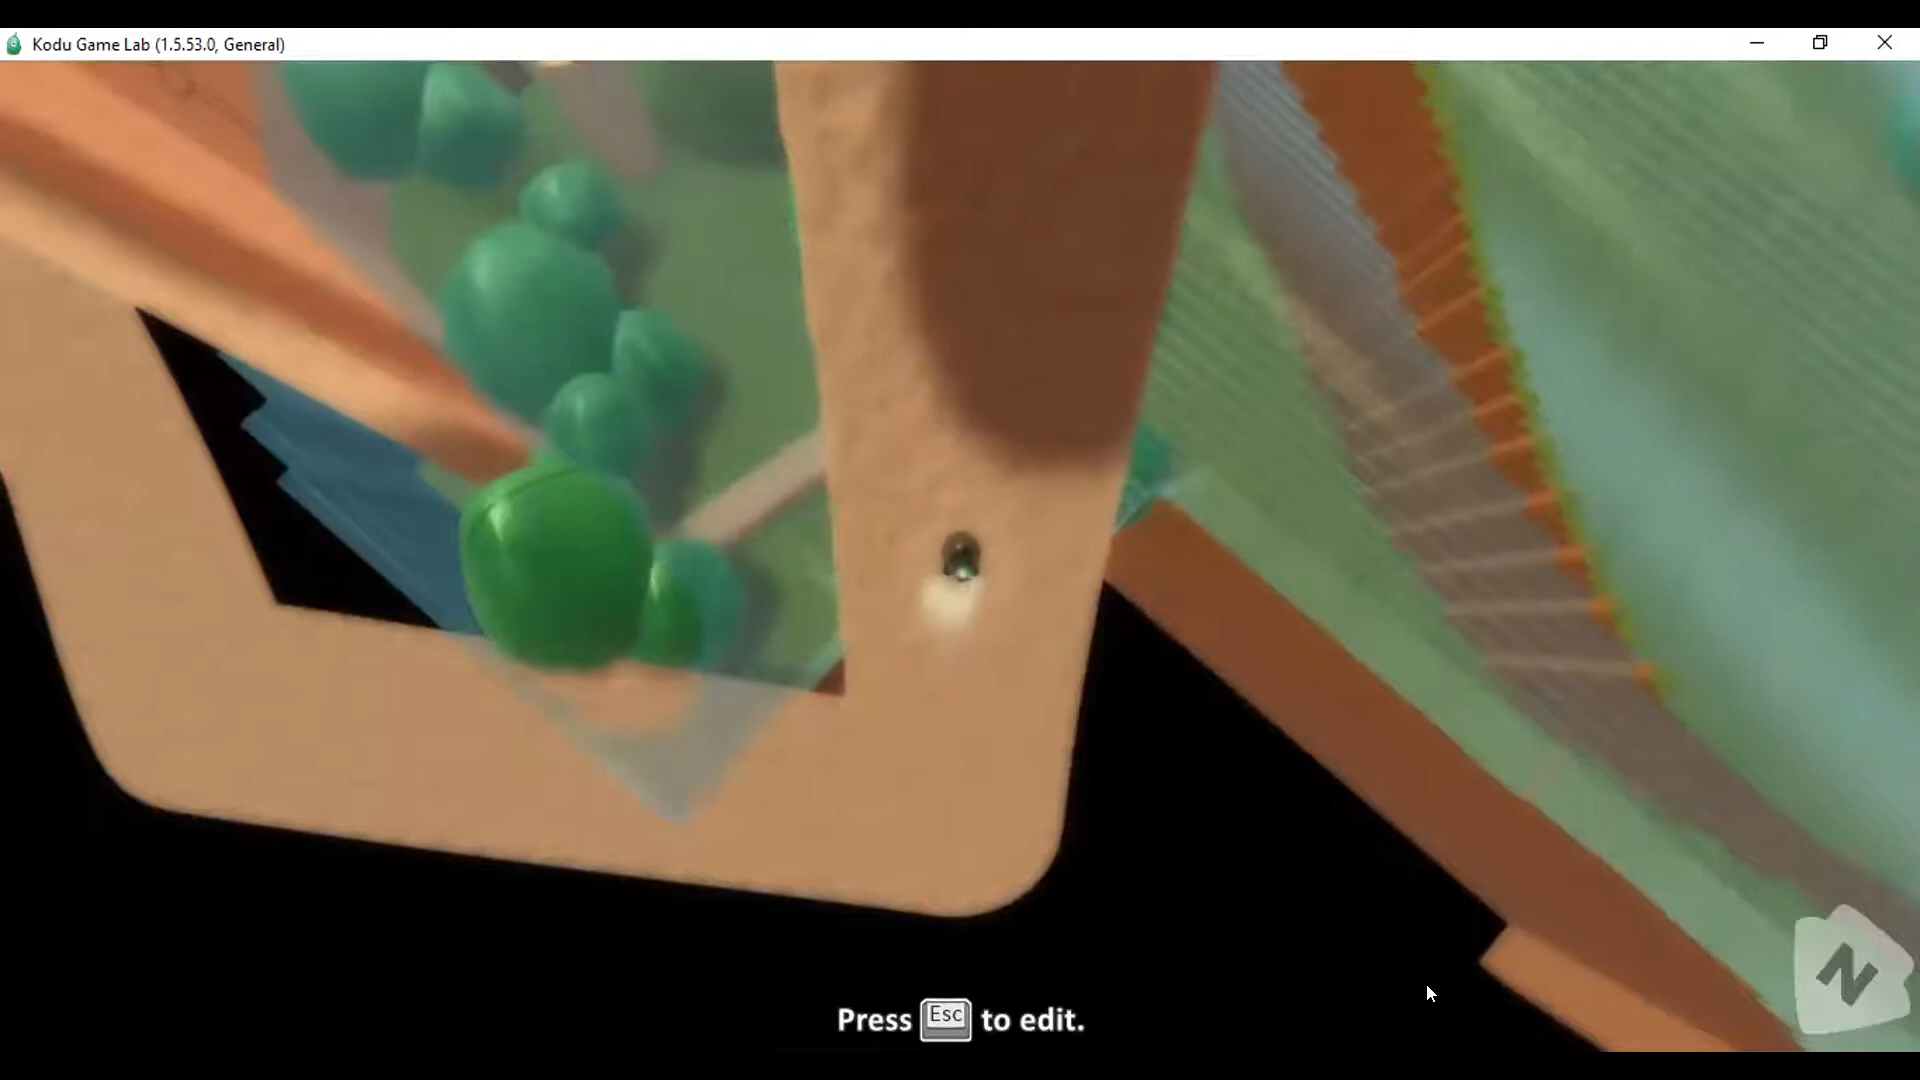 Kodu Game Lab (1.5.53.0, General)
N
Press Esc to edit.